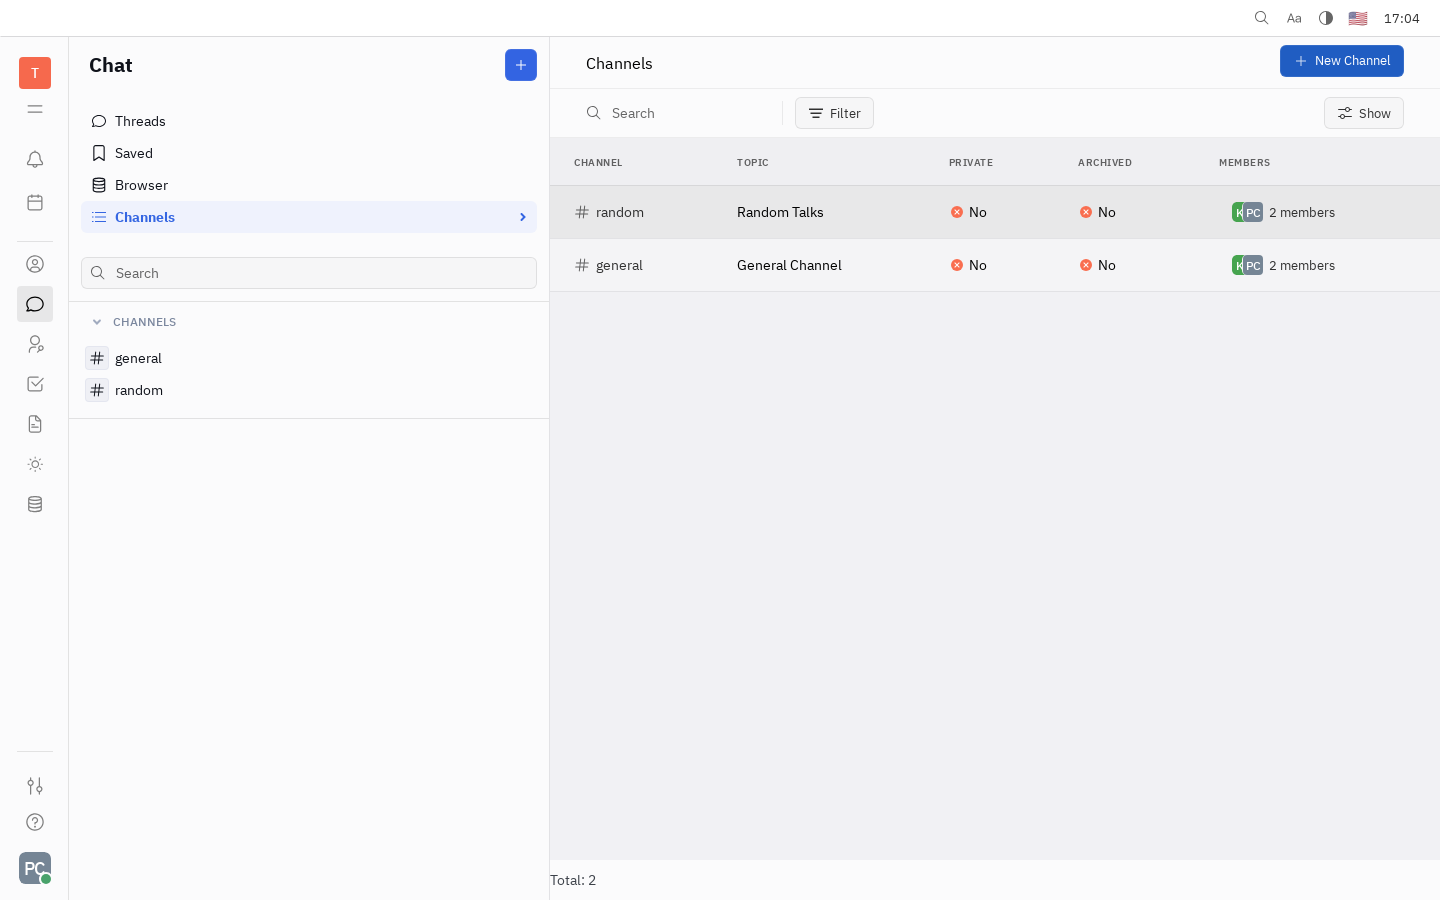 Aa 17:04
T
Chat
Threads
Saved
Browser
Channels
Search
CHANNELS
general
random
PC
Channels
New Channel
Search
Filter
Show
CHANNEL TOPIC PRIVATE ARCHIVED MEMBERS
random Random Talks No No K PC 2 members
general General Channel No No K PC 2 members
Total: 2